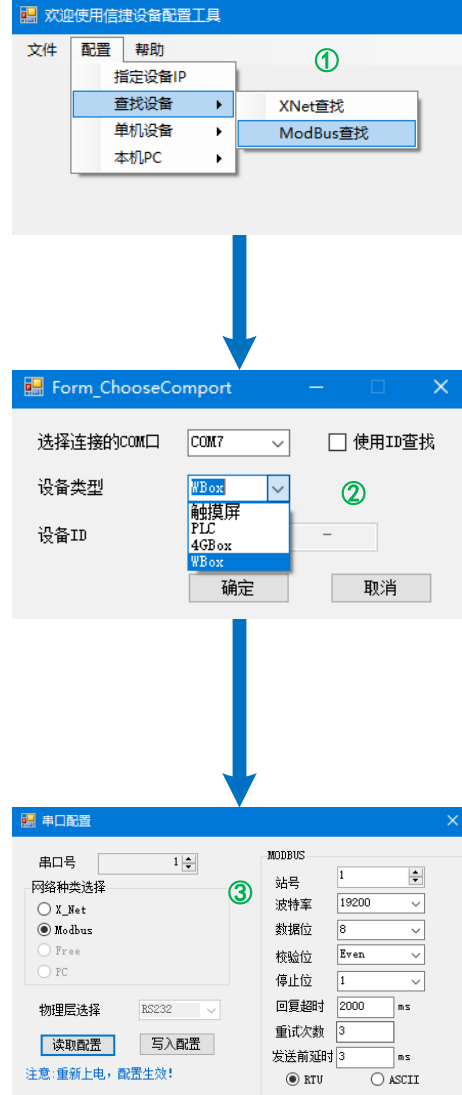 欢迎使用信捷设备配置工具
文件 配置 帮助
①
指定设备IP
查找设备
XNet查找
单机设备
ModBus查找
本机PC
Form_ChooseComport
选择连接的COM口 COM7 使用ID查找
设备类型 WBox
②
触摸屏
PLC
设备ID
4GBox
WBox
确定 取消
串口配置
串口号 1
网络种类选择
X_Net
Modbus
Free
PC
物理层选择 RS232
读取配置 写入配置
注意:重新上电，配置生效!
③
MODBUS
站号 1
波特率 19200
数据位 8
校验位 Even
停止位 1
回复超时 2000 ms
重试次数 3
发送前延时 3 ms
RTU ASCII